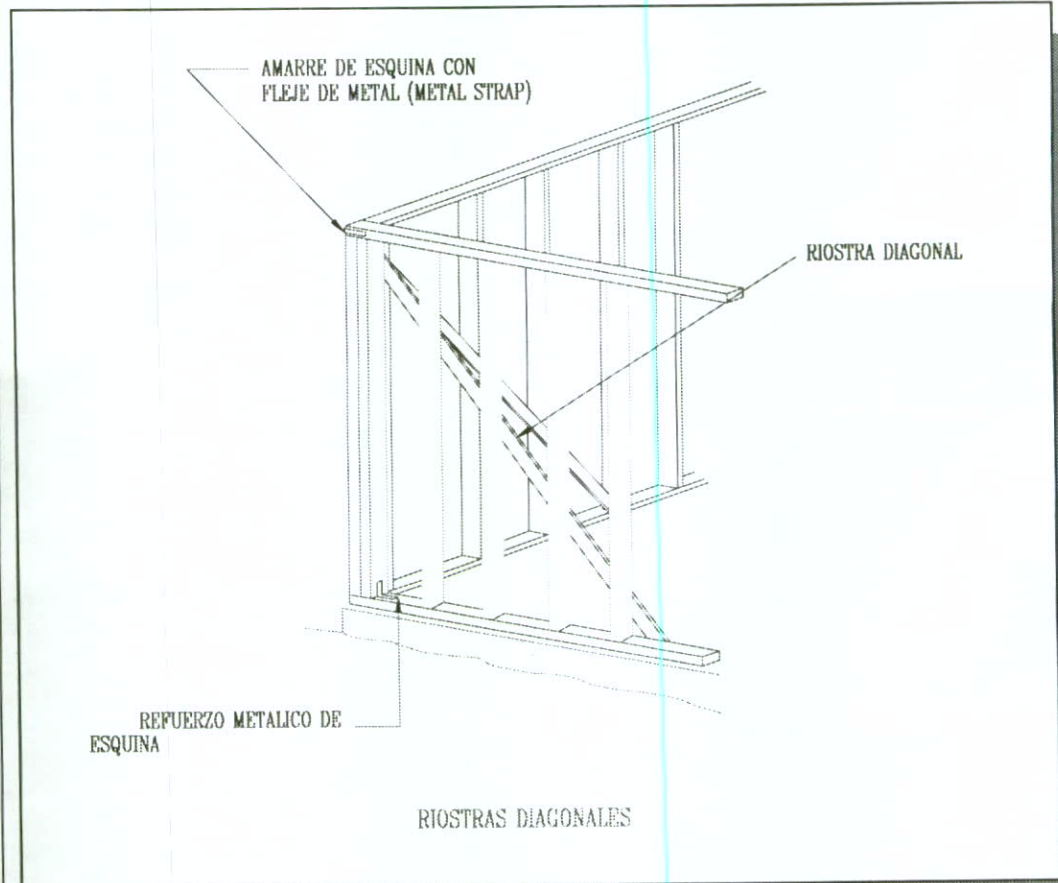 AMARRE DE ESQUINA CON
FLEJE DE METAL (METAL STRAP)
RIOSTRA DIAGONAL
REFUERZO METALICO DE
ESQUINA
RIOSTRAS DIAGONALES